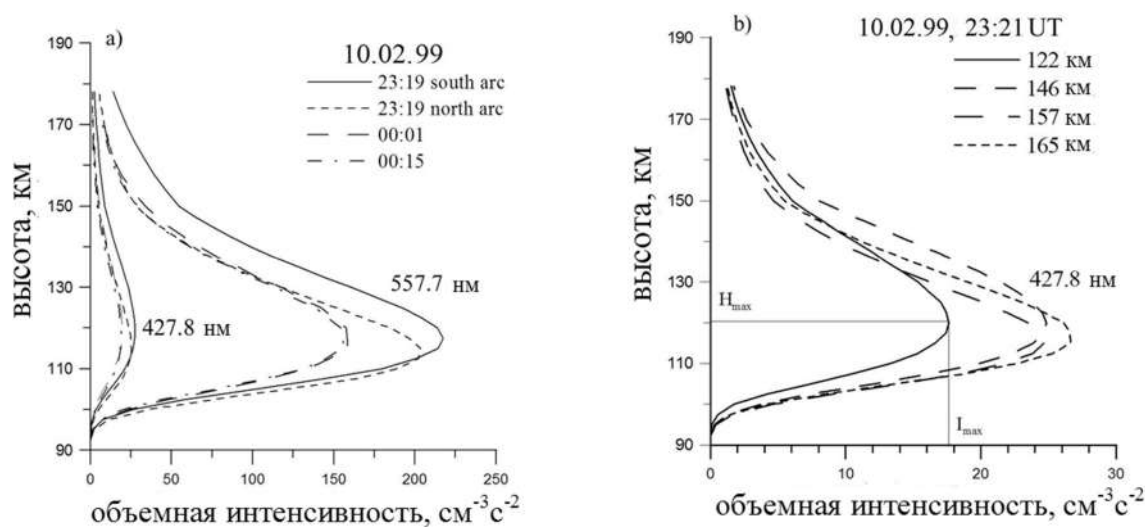 a)
10.02.99
23:19 south arc
23:19 north arc
00:01
00:15
190
170
150
130
110
90
высота, км
557.7 нм
427.8 нм
0
50
100
150
200
250
объемная интенсивность, см⁻³с⁻²
b)
10.02.99, 23:21 UT
122 км
146 км
157 км
165 км
190
170
150
130
110
90
высота, км
427.8 нм
Hmax
Imax
0
10
20
30
объемная интенсивность, см⁻³с⁻²